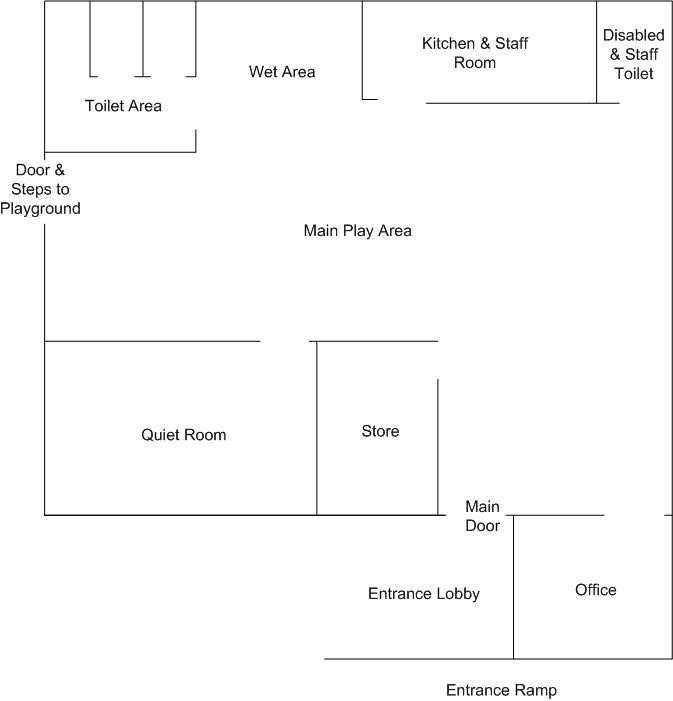 Kitchen & Staff
Room
Disabled
& Staff
Toilet
Wet Area
Toilet Area
Door &
Steps to
Playground
Main Play Area
Quiet Room
Store
Main
Door
Entrance Lobby
Office
Entrance Ramp